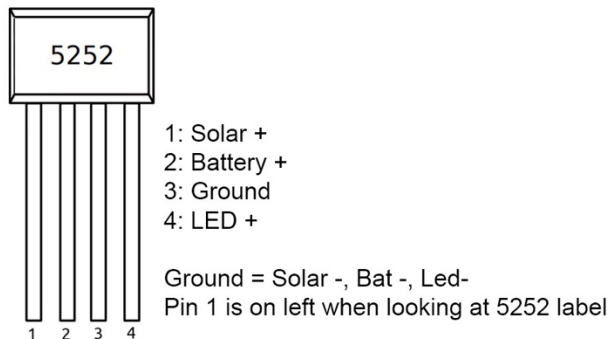 5252
1: Solar +
2: Battery +
3: Ground
4: LED +
Ground = Solar -, Bat -, Led-
Pin 1 is on left when looking at 5252 label
1 2 3 4